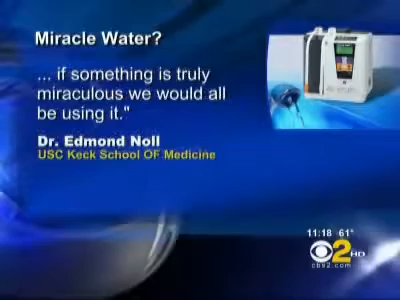 Miracle Water?
... if something is truly
miraculous we would all
be using it."
Dr. Edmond Noll
USC Keck School OF Medicine
11:18 61°
CBS 2 HD
cbs2.com